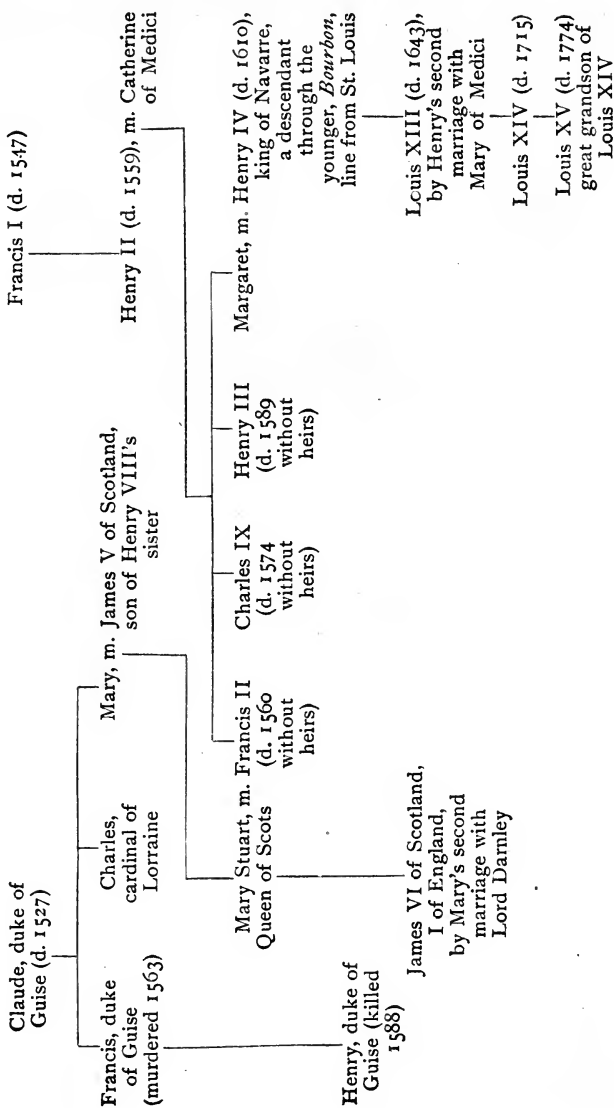 Claude, duke of
Guise (d. 1527)
Francis I (d. 1547)
Francis, duke
of Guise
(murdered 1563)
Charles,
cardinal of
Lorraine
Mary, m. James V of Scotland,
son of Henry VIII's
sister
Henry II (d. 1559), m. Catherine
of Medici
Mary Stuart, m. Francis II
Queen of Scots
(d. 1560
without
heirs)
Charles IX
(d. 1574
without
heirs)
Henry III
(d. 1589
without
heirs)
Margaret, m. Henry IV (d. 1610),
king of Navarre,
a descendant
through the
younger, Bourbon,
line from St. Louis
Henry, duke of
Guise (killed
1588)
James VI of Scotland,
I of England,
by Mary's second
marriage with
Lord Darnley
Louis XIII (d. 1643),
by Henry's second
marriage with
Mary of Medici
Louis XIV (d. 1715)
Louis XV (d. 1774)
great grandson of
Louis XIV